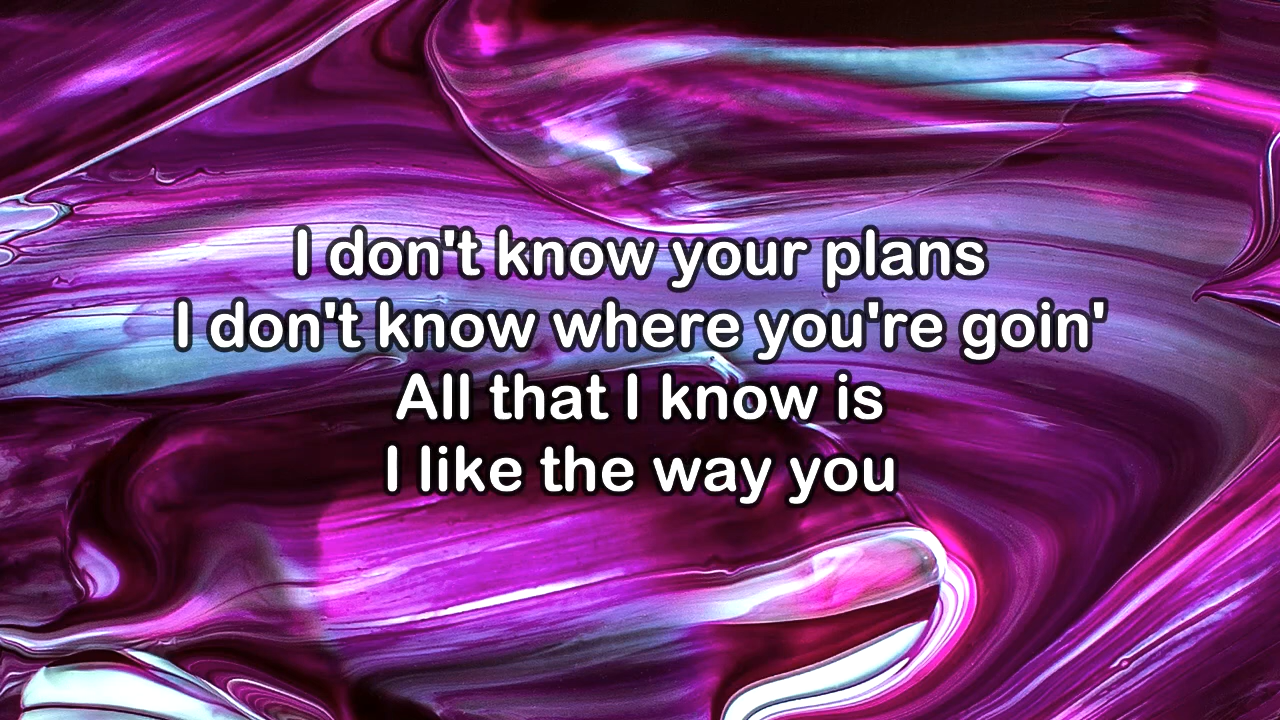 I don't know your plans
I don't know where you're goin'
All that I know is
I like the way you